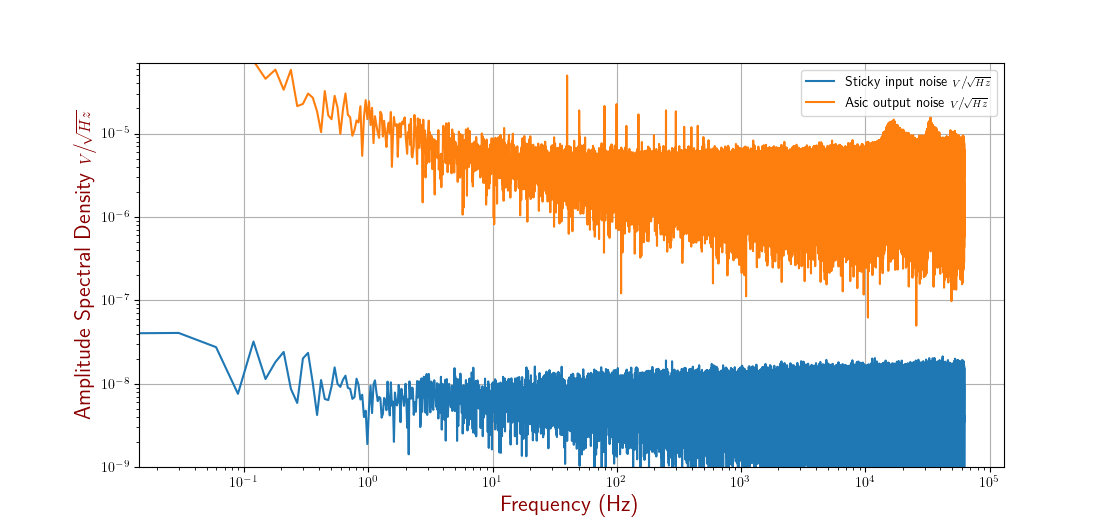 Sticky input noise V/√Hz
Asic output noise V/√Hz
Amplitude Spectral Density V/√Hz
10⁻⁵
10⁻⁶
10⁻⁷
10⁻⁸
10⁻⁹
10⁻¹ 10⁰ 10¹ 10² 10³ 10⁴ 10⁵
Frequency (Hz)